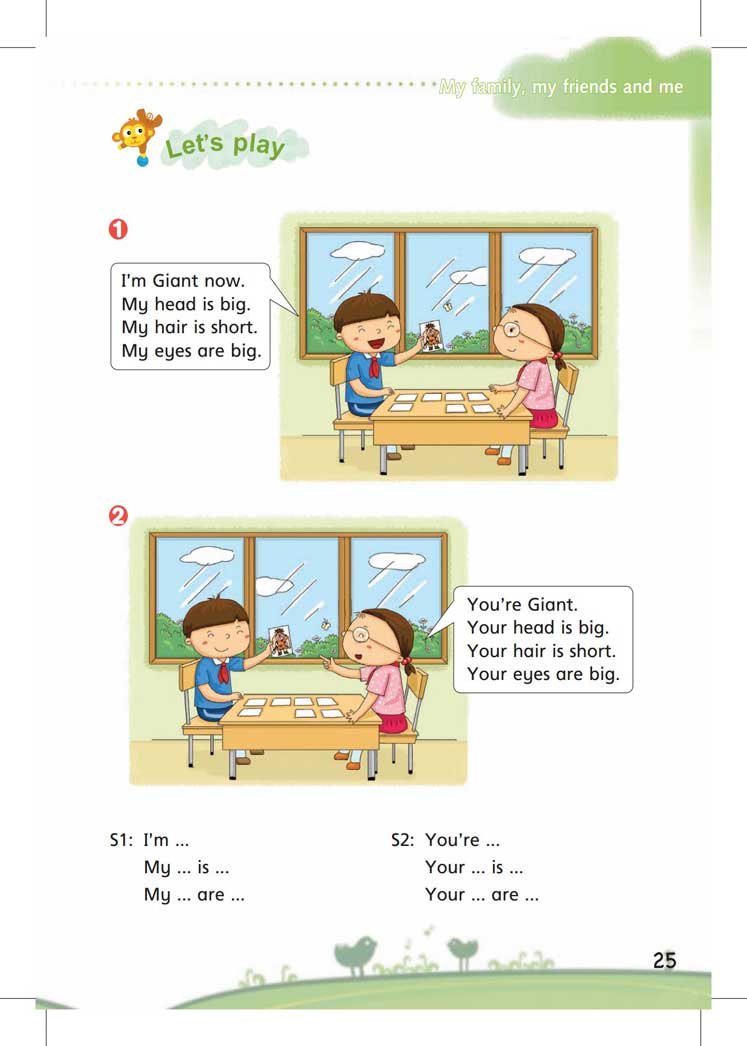 My family, my friends and me
Let's play
1
I'm Giant now.
My head is big.
My hair is short.
My eyes are big.
2
You're Giant.
Your head is big.
Your hair is short.
Your eyes are big.
S1: I'm ...
My ... is ...
My ... are ...
S2: You're ...
Your ... is ...
Your ... are ...
25